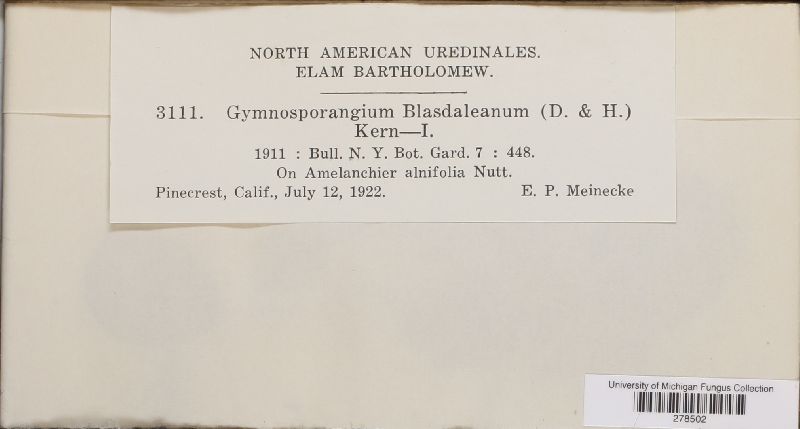 NORTH AMERICAN UREDINALES.
ELAM BARTHOLOMEW.
3111. Gymnosporangium Blasdaleanum (D. & H.)
Kern—I.
1911 : Bull. N. Y. Bot. Gard. 7 : 448.
On Amelanchier alnifolia Nutt.
Pinecrest, Calif., July 12, 1922. E. P. Meinecke
University of Michigan Fungus Collection
278502